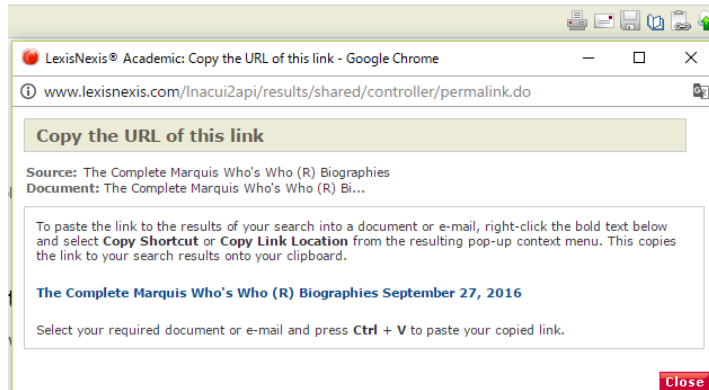 LexisNexis® Academic: Copy the URL of this link - Google Chrome
www.lexisnexis.com/lnacui2api/results/shared/controller/permalink.do
Copy the URL of this link
Source: The Complete Marquis Who's Who (R) Biographies
Document: The Complete Marquis Who's Who (R) Bi...
To paste the link to the results of your search into a document or e-mail, right-click the bold text below
and select Copy Shortcut or Copy Link Location from the resulting pop-up context menu. This copies
the link to your search results onto your clipboard.
The Complete Marquis Who's Who (R) Biographies September 27, 2016
Select your required document or e-mail and press Ctrl + V to paste your copied link.
Close